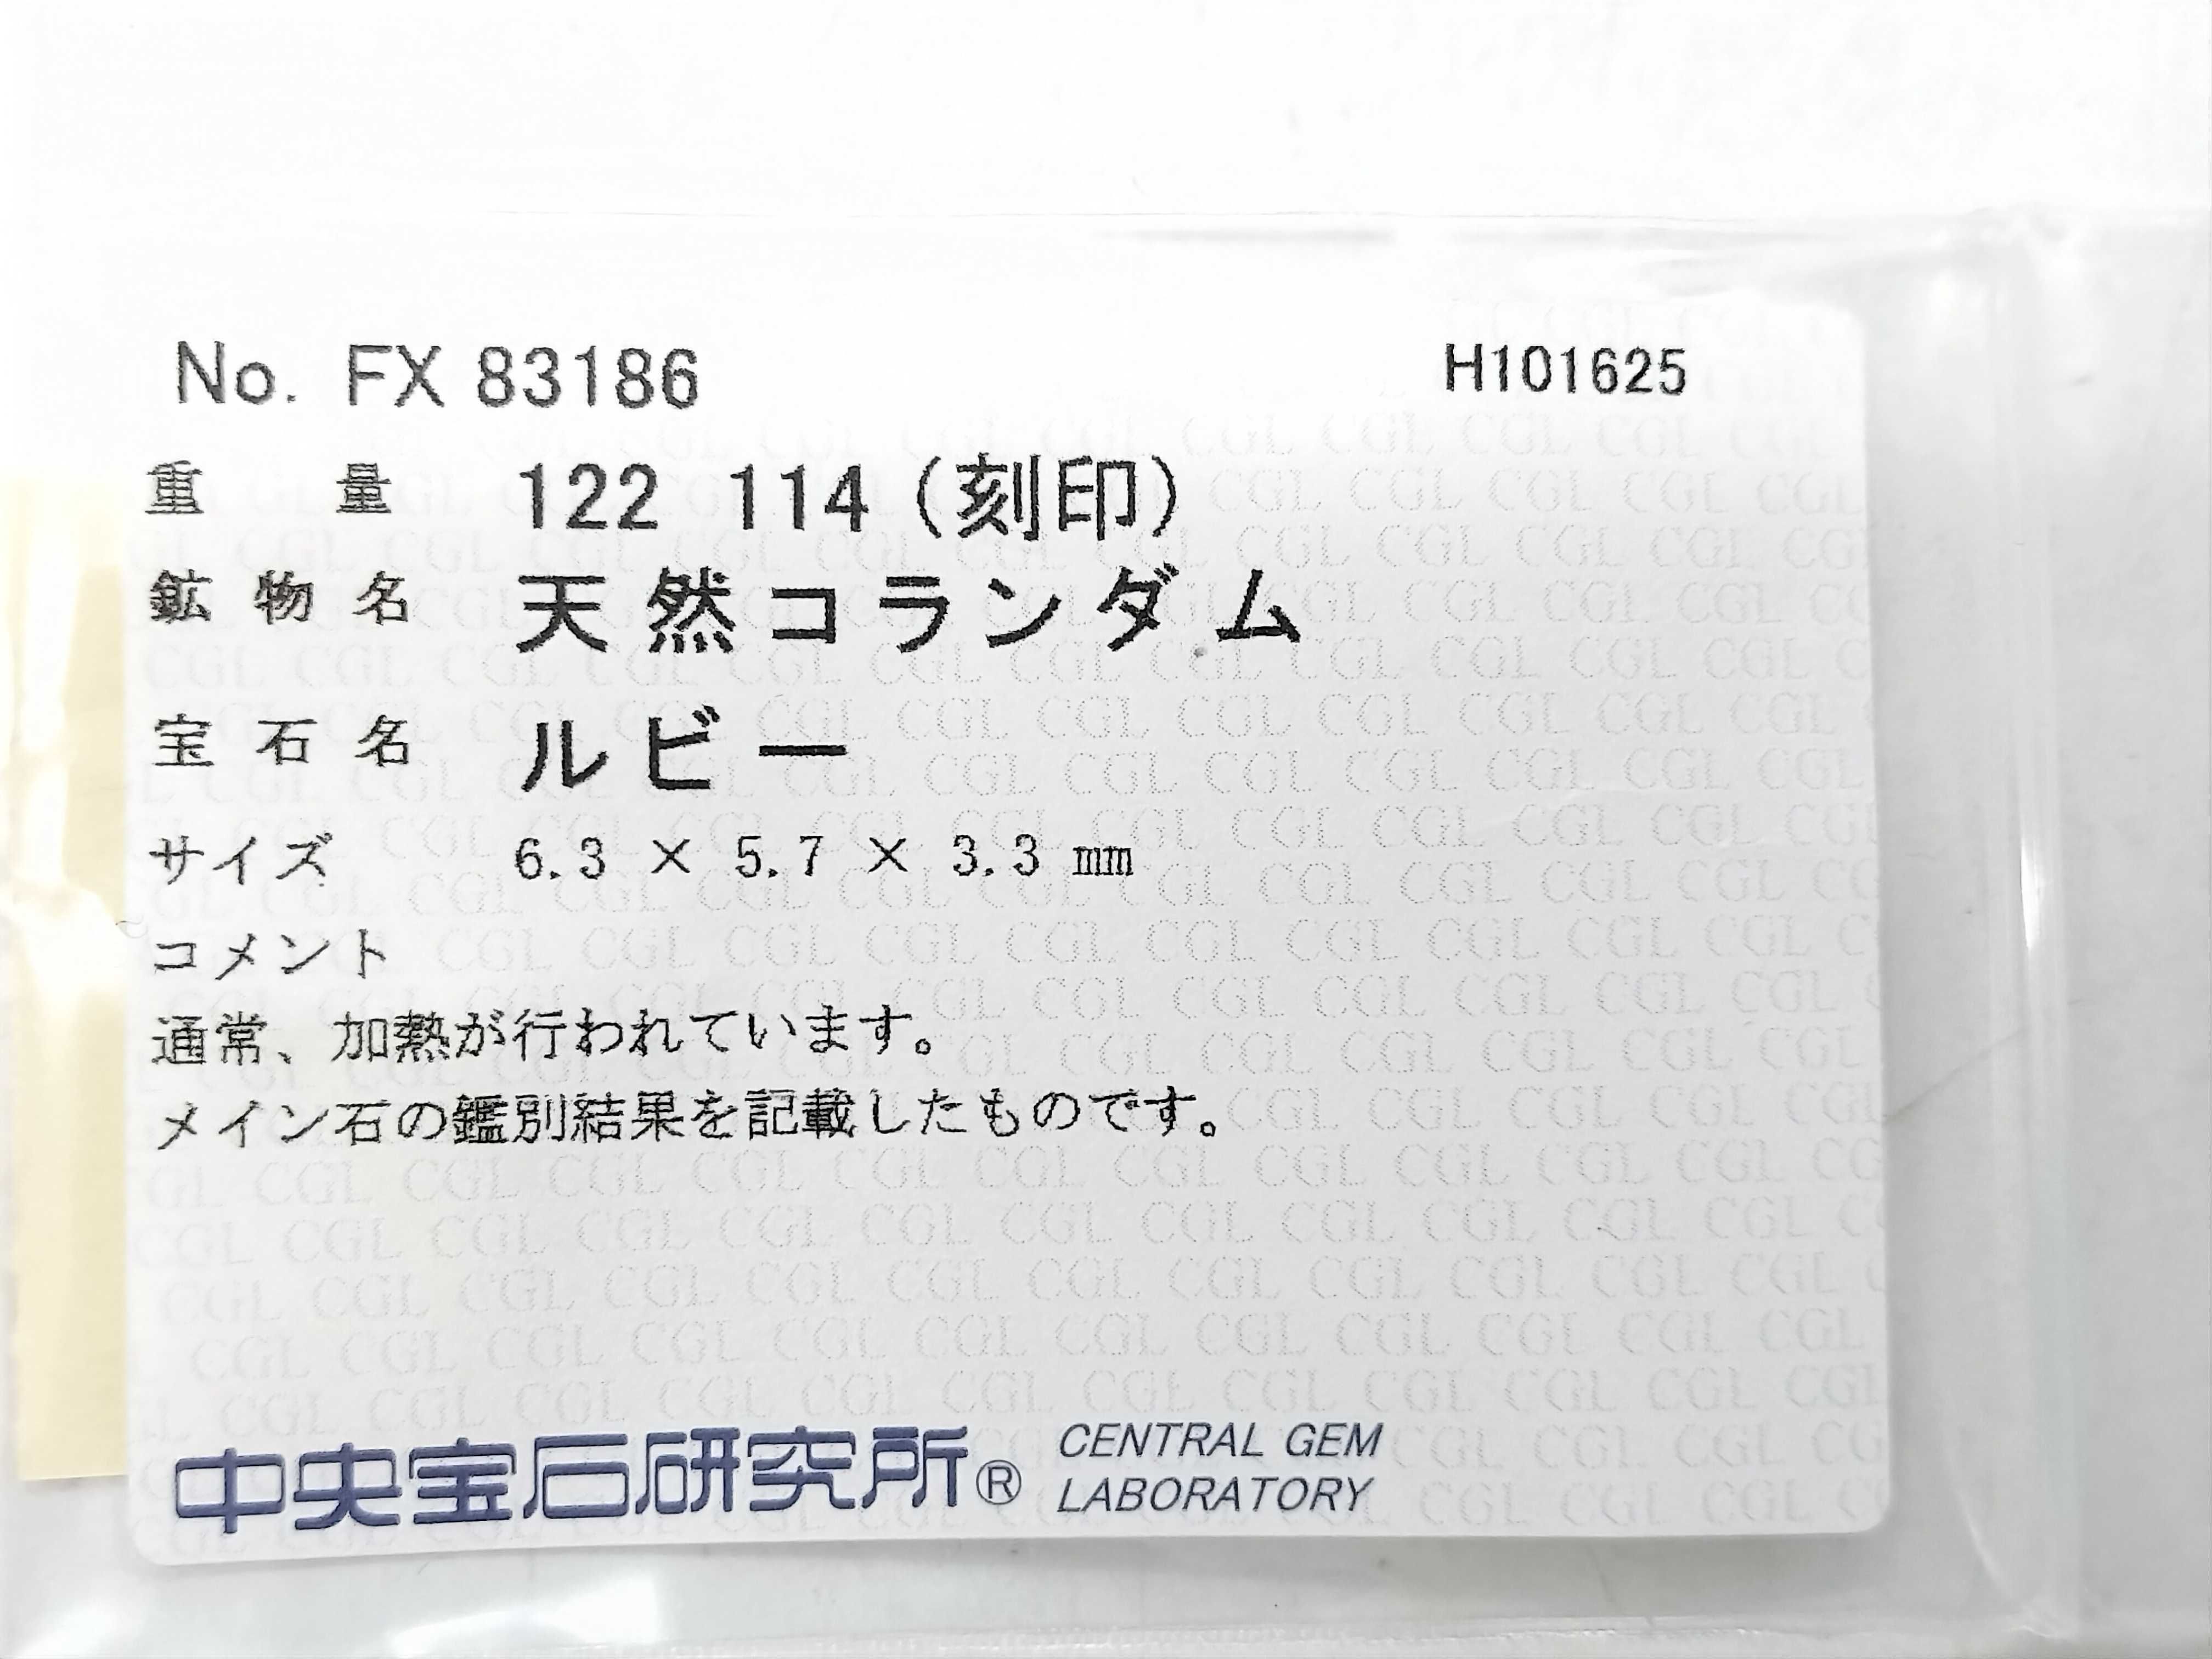 No. FX 83186 H101625
重量 122 114 (刻印)
鉱物名 天然コランダム
宝石名 ルビー
サイズ 6.3 × 5.7 × 3.3 mm
コメント
通常、加熱が行われています。
メイン石の鑑別結果を記載したものです。
中央宝石研究所® CENTRAL GEM
LABORATORY